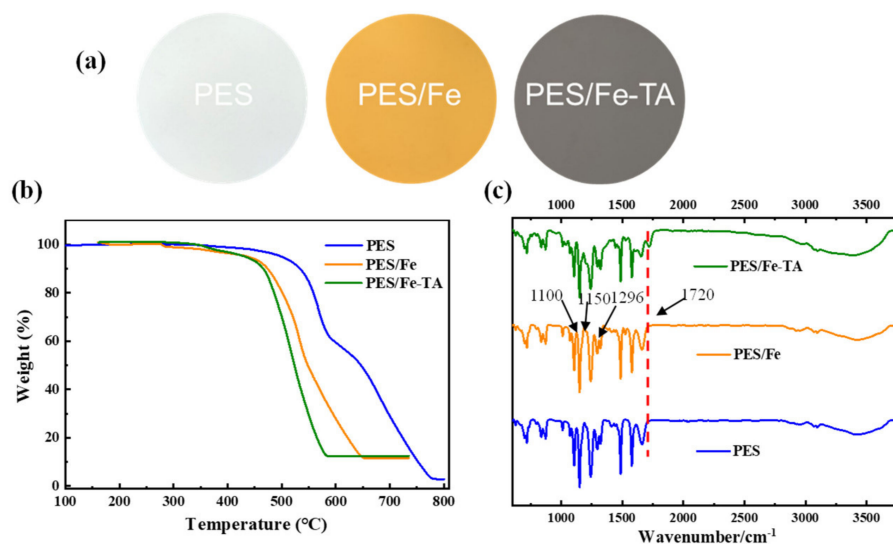 (a)
PES
PES/Fe
PES/Fe-TA
(b)
Weight (%)
100
80
60
40
20
0
PES
PES/Fe
PES/Fe-TA
100 200 300 400 500 600 700 800
Temperature (°C)
(c)
1000 1500 2000 2500 3000 3500
PES/Fe-TA
1100
1150
1296
1720
PES/Fe
PES
1000 1500 2000 2500 3000 3500
Wavenumber/cm-1